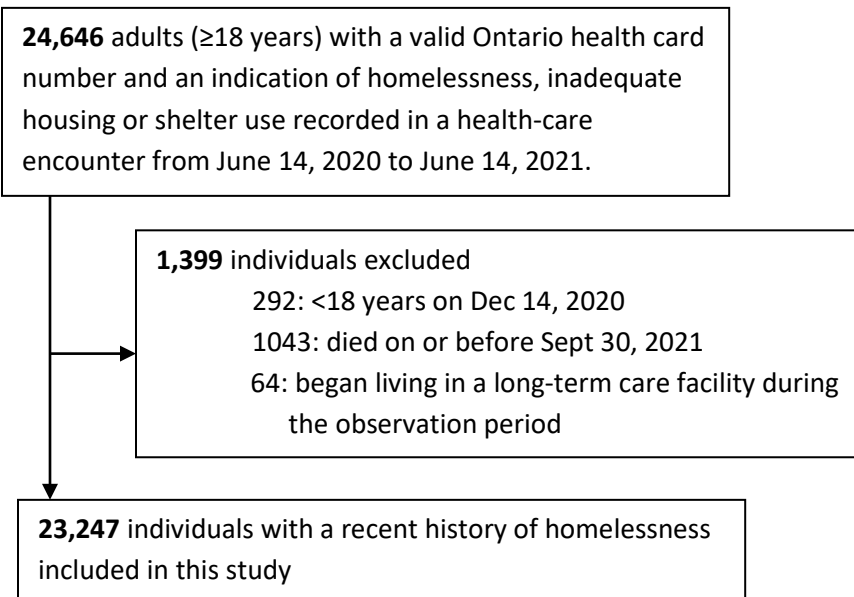 24,646 adults (≥18 years) with a valid Ontario health card
number and an indication of homelessness, inadequate
housing or shelter use recorded in a health-care
encounter from June 14, 2020 to June 14, 2021.
1,399 individuals excluded
292: <18 years on Dec 14, 2020
1043: died on or before Sept 30, 2021
64: began living in a long-term care facility during
the observation period
23,247 individuals with a recent history of homelessness
included in this study